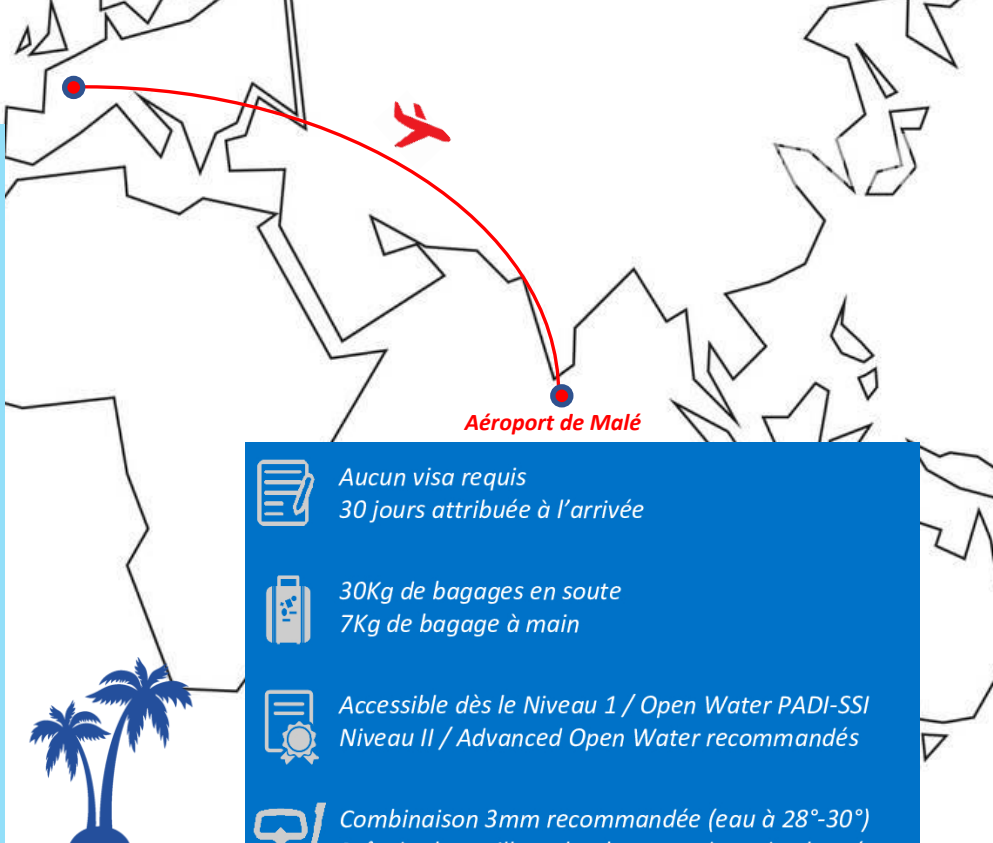 Aéroport de Malé
Aucun visa requis
30 jours attribuée à l’arrivée
30Kg de bagages en soute
7Kg de bagage à main
Accessible dès le Niveau 1 / Open Water PADI-SSI
Niveau II / Advanced Open Water recommandés
Combinaison 3mm recommandée (eau à 28°-30°)